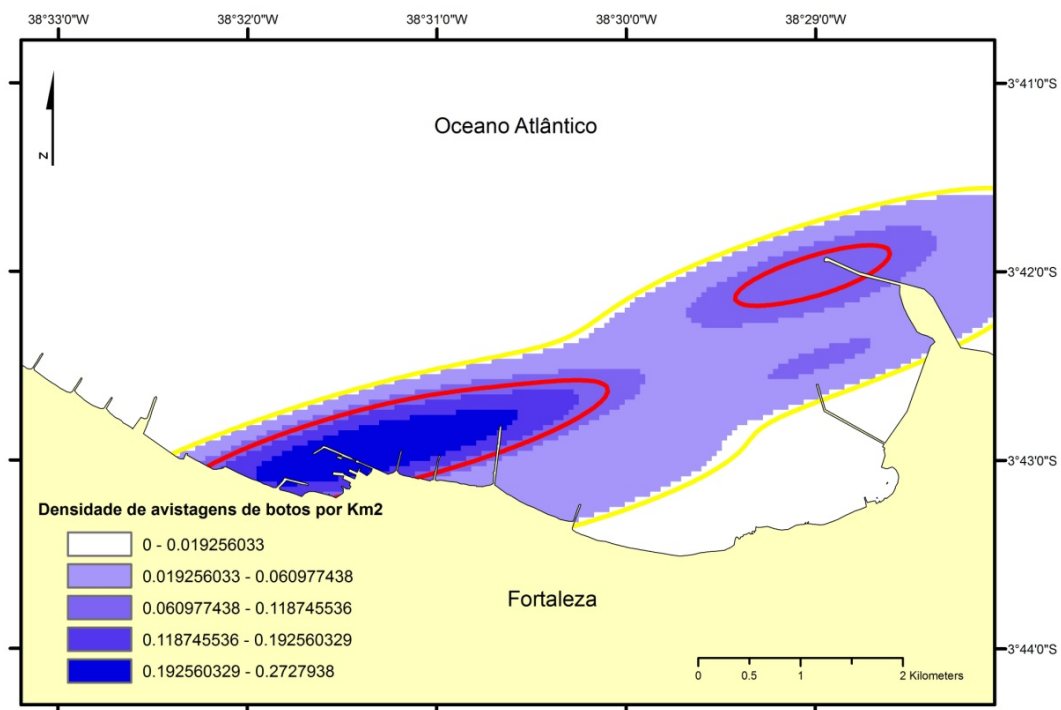 38°33'0"W 38°32'0"W 38°31'0"W 38°30'0"W 38°29'0"W
3°41'0"S
N
Oceano Atlântico
3°42'0"S
3°43'0"S
Densidade de avistagens de botos por Km2
0 - 0.019256033
0.019256033 - 0.060977438
0.060977438 - 0.118745536
0.118745536 - 0.192560329
0.192560329 - 0.2727938
Fortaleza
3°44'0"S
0 0.5 1 2 Kilometers